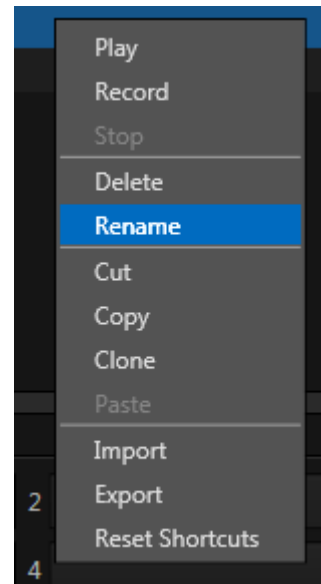 Play
Record
Stop
Delete
Rename
Cut
Copy
Clone
Paste
Import
2
Export
Reset Shortcuts
4